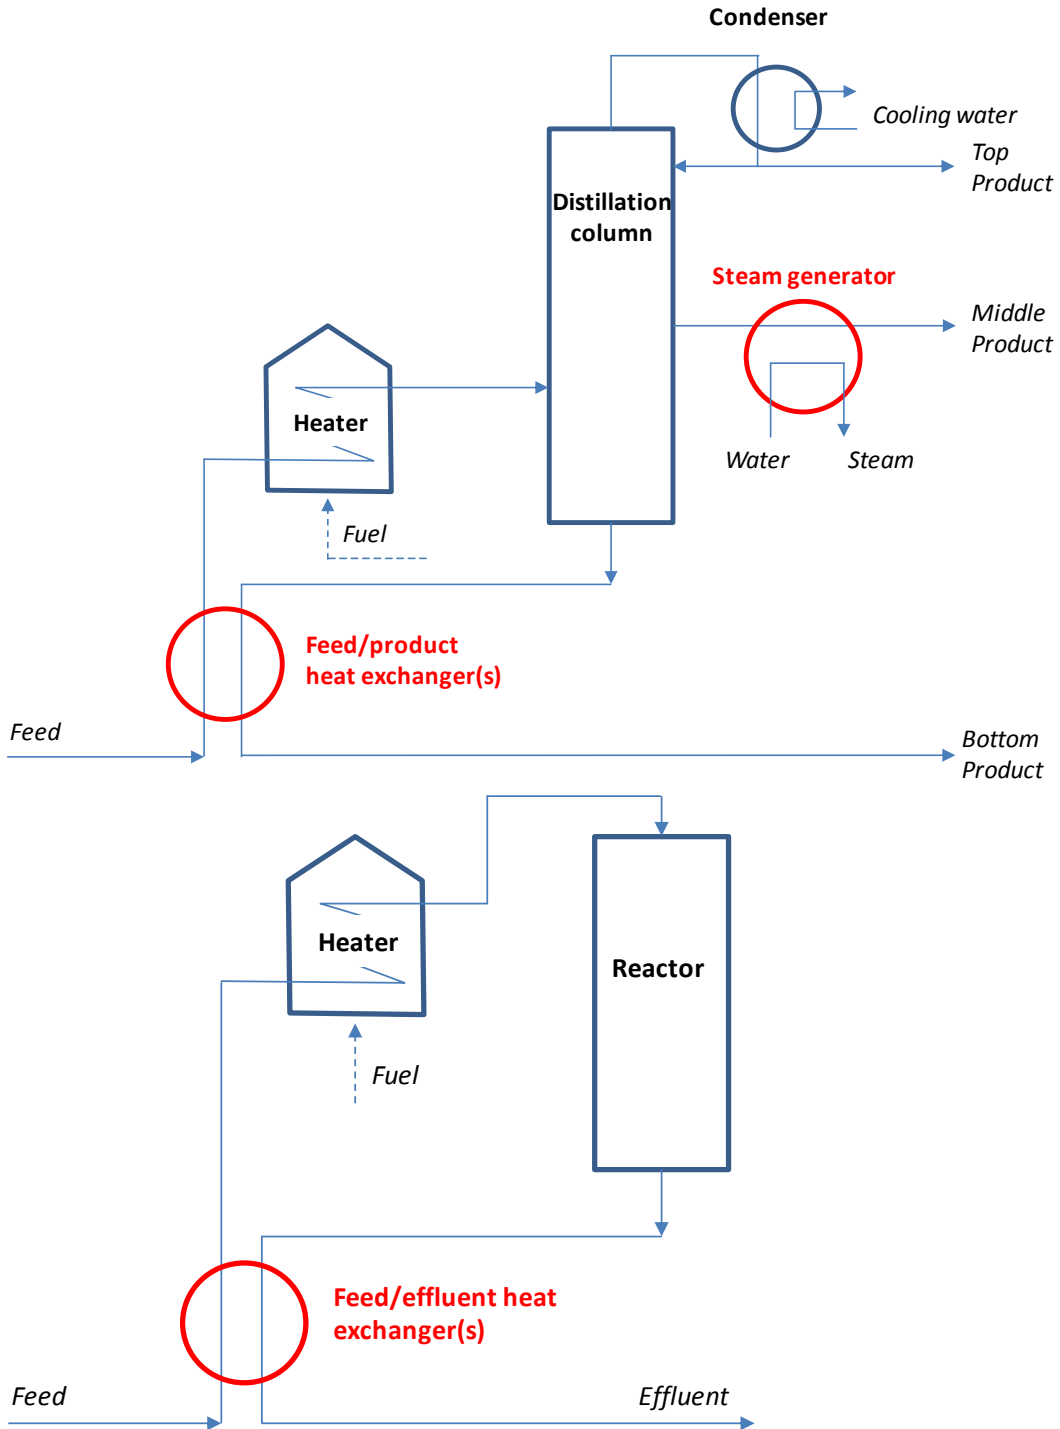 Condenser
Cooling water
Top
Product
Distillation
column
Steam generator
Middle
Product
Heater
Water
Steam
Fuel
Feed/product
heat exchanger(s)
Feed
Bottom
Product
Heater
Reactor
Fuel
Feed/effluent heat
exchanger(s)
Feed
Effluent